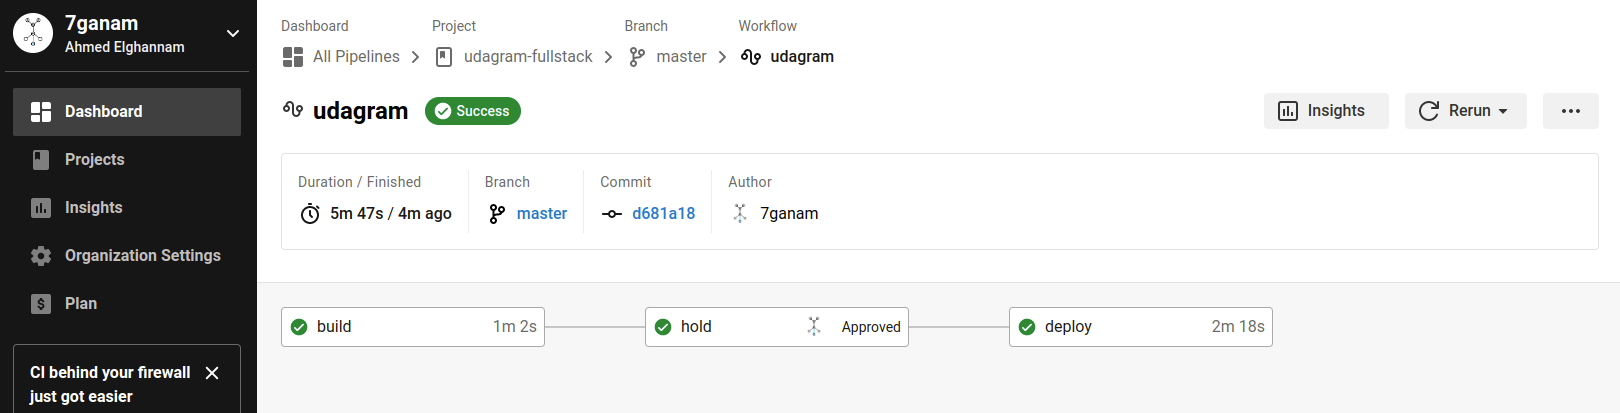 7ganam
Ahmed Elghannam
Dashboard
Projects
Insights
Organization Settings
Plan
CI behind your firewall
just got easier
Dashboard Project Branch Workflow
All Pipelines udagram-fullstack master udagram
udagram Success Insights Rerun
Duration / Finished Branch Commit Author
5m 47s / 4m ago master d681a18 7ganam
build 1m 2s hold Approved deploy 2m 18s